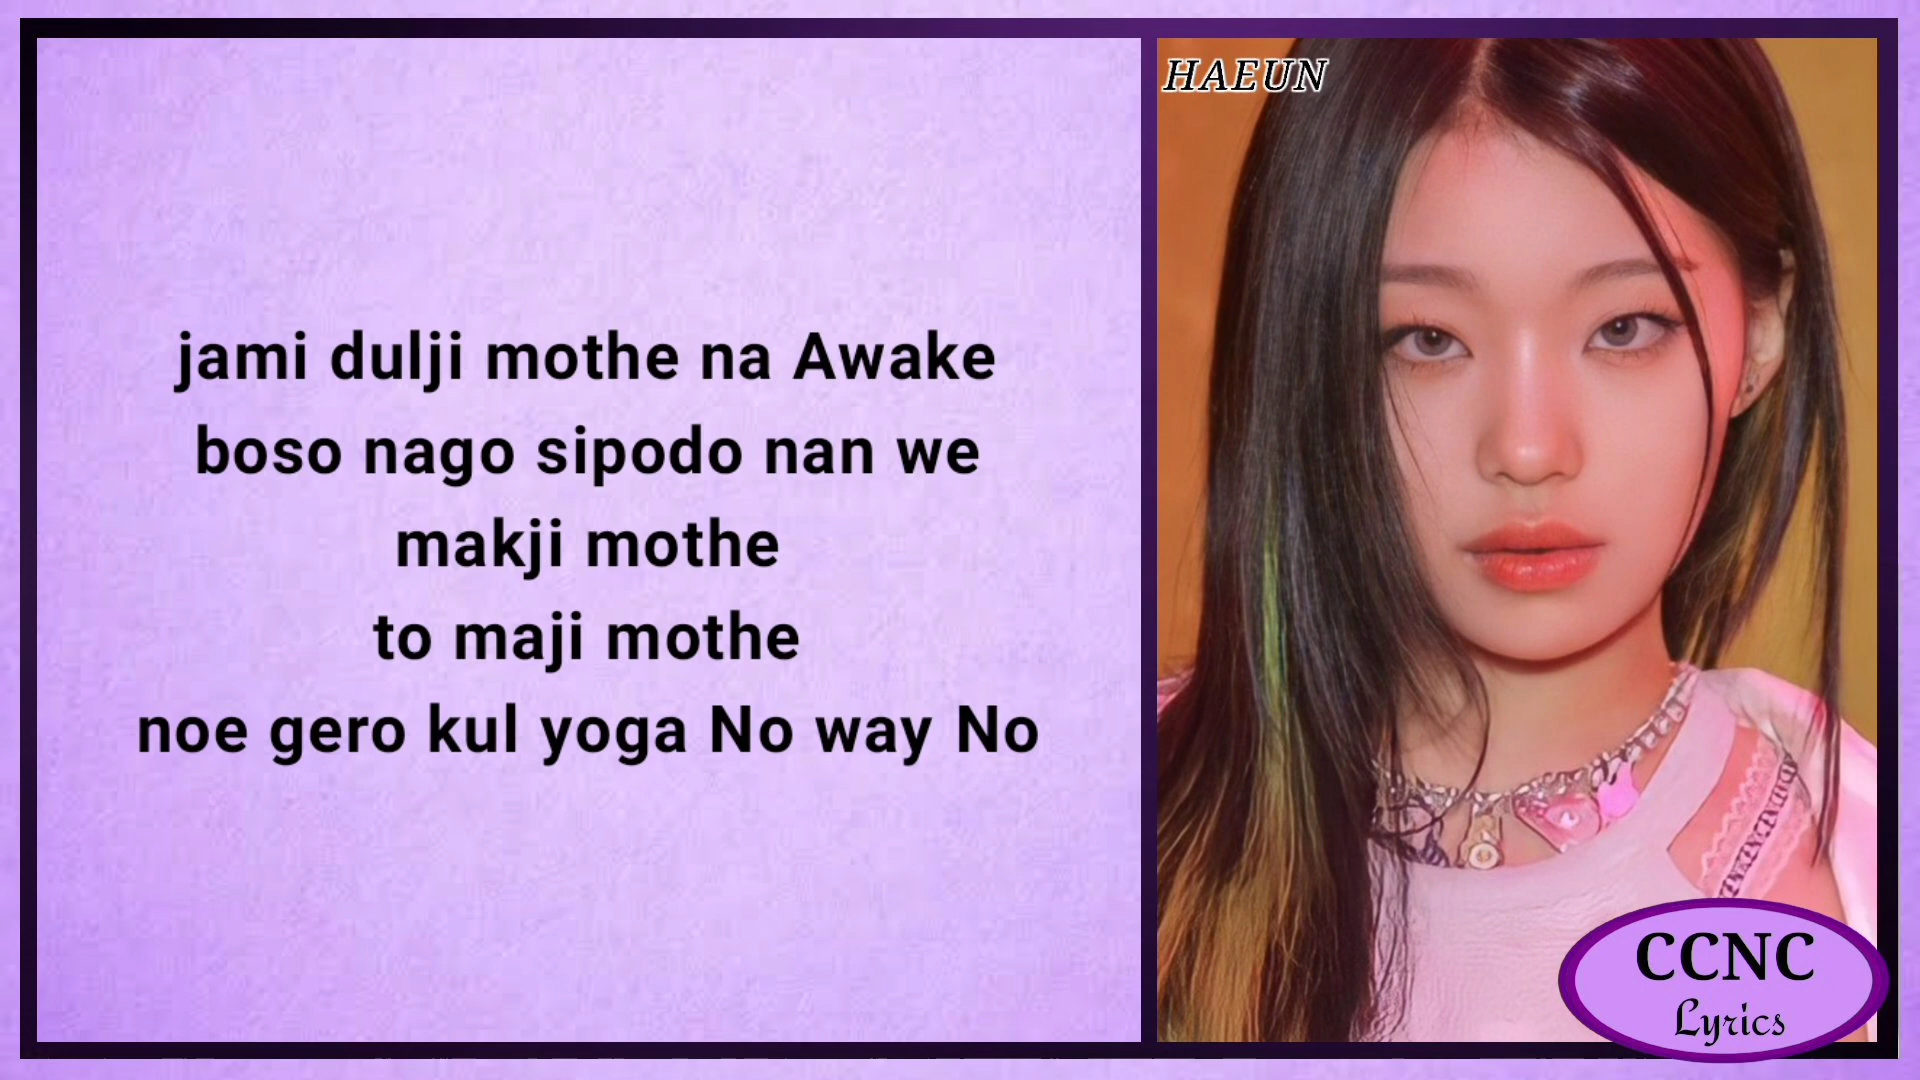 jami dulji mothe na Awake
boso nago sipodo nan we
makji mothe
to maji mothe
noe gero kul yoga No way No
HAEUN
CCNC
Lyrics